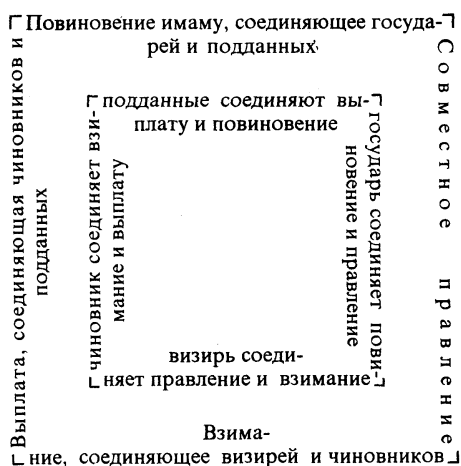 Повиновение имаму, соединяющее госуда-
рей и подданных
Совместное правление
Взима-
ние, соединяющее визирей и чиновников
Выплата, соединяющая чиновников и
подданных
подданные соединяют вы-
плату и повиновение
государь соединяет пови-
новение и правление
визирь соеди-
няет правление и взимание
чиновник соединяет взи-
мание и выплату